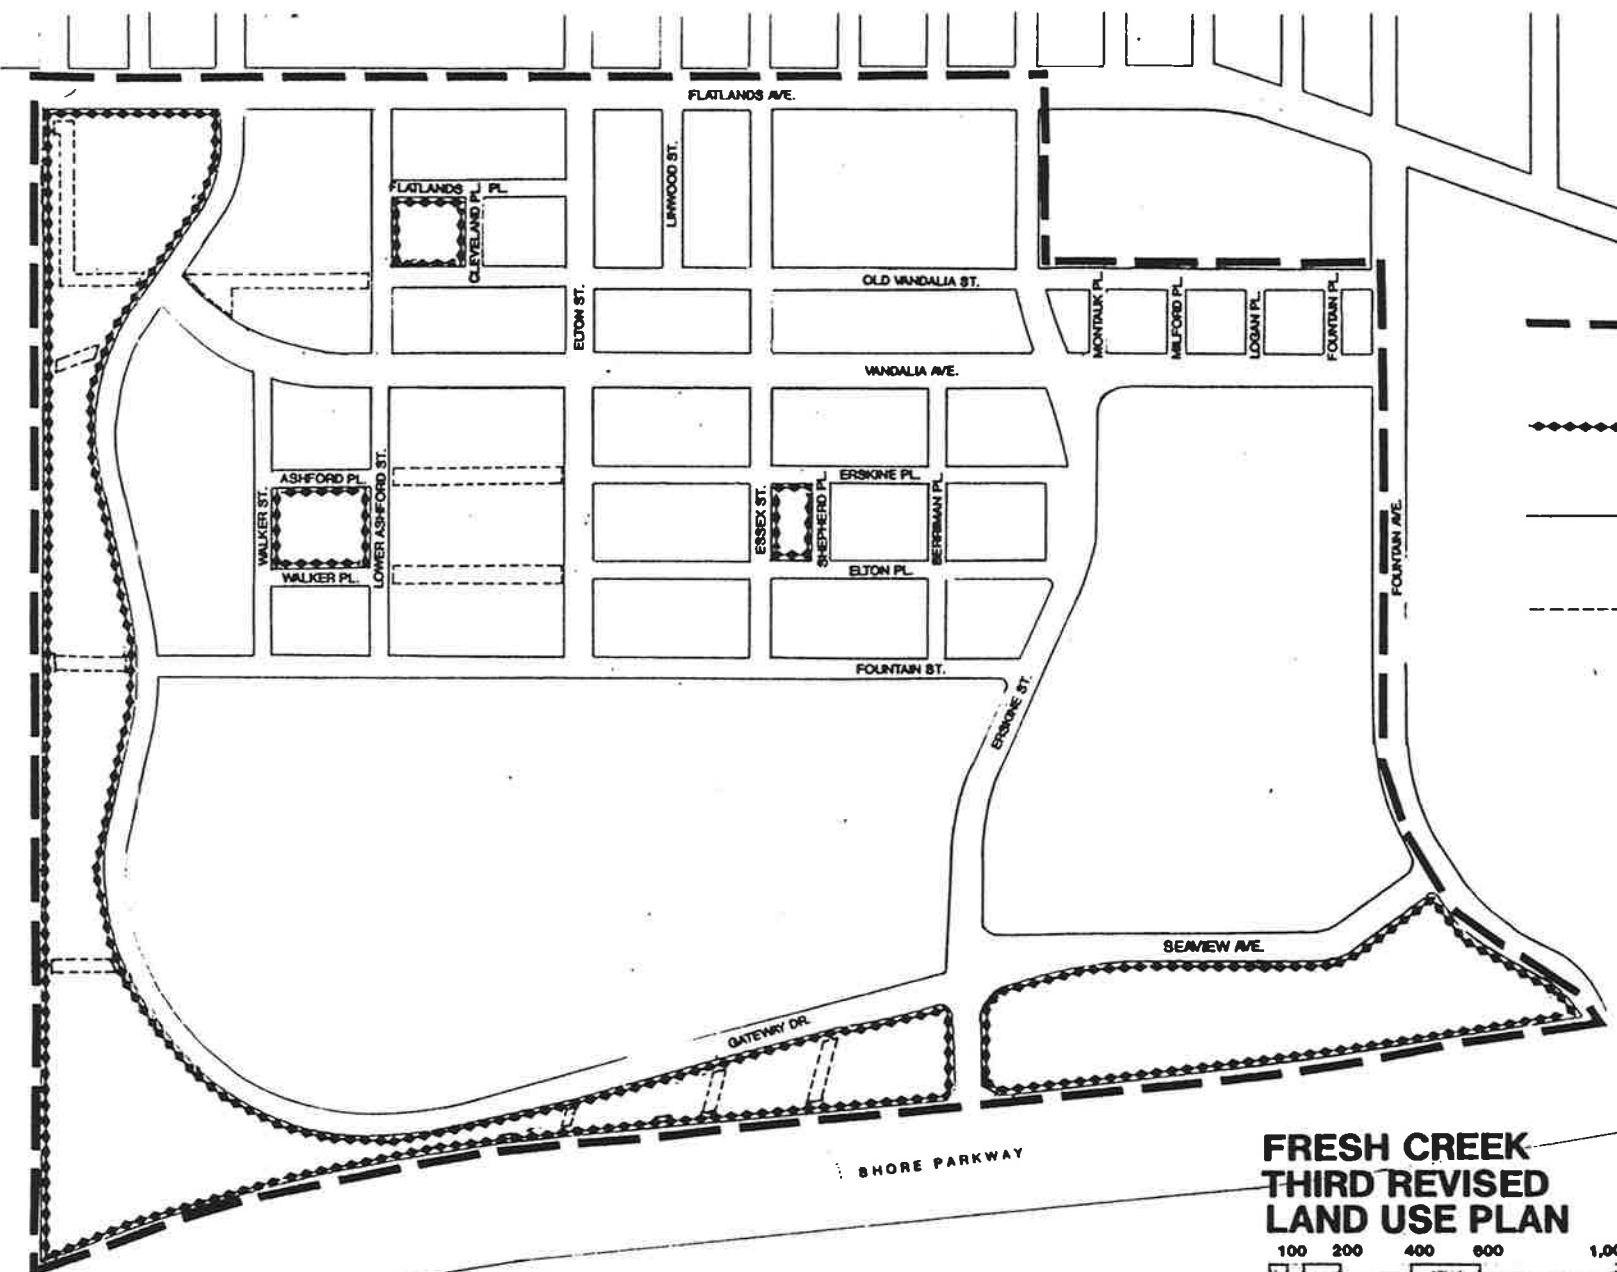 FLATLANDS AVE.
LINWOOD ST.
FLATLANDS PL.
CLEVELAND PL.
OLD VANDALIA ST.
ELTON ST.
MONTAUK PL.
MILFORD PL.
LOGAN PL.
FOUNTAIN PL.
VANDALIA AVE.
ASHFORD PL.
WALKER ST.
LOWER ASHFORD ST.
WALKER PL.
ESSEX ST.
SHEPHERD PL.
ERSKINE PL.
BERRIMAN PL.
ELTON PL.
FOUNTAIN AVE.
FOUNTAIN ST.
ERSKINE ST.
SEAVIEW AVE.
GATEWAY DR.
SHORE PARKWAY
FRESH CREEK
THIRD REVISED
LAND USE PLAN
100 200 400 600 1,00